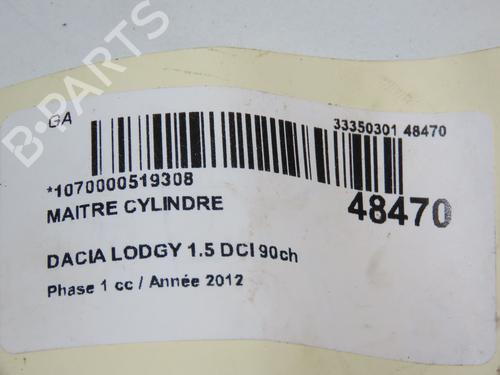 B-PARTS
GA
33350301 48470
*1070000519308
MAITRE CYLINDRE
48470
DACIA LODGY 1.5 DCI 90ch
Phase 1 cc / Année 2012